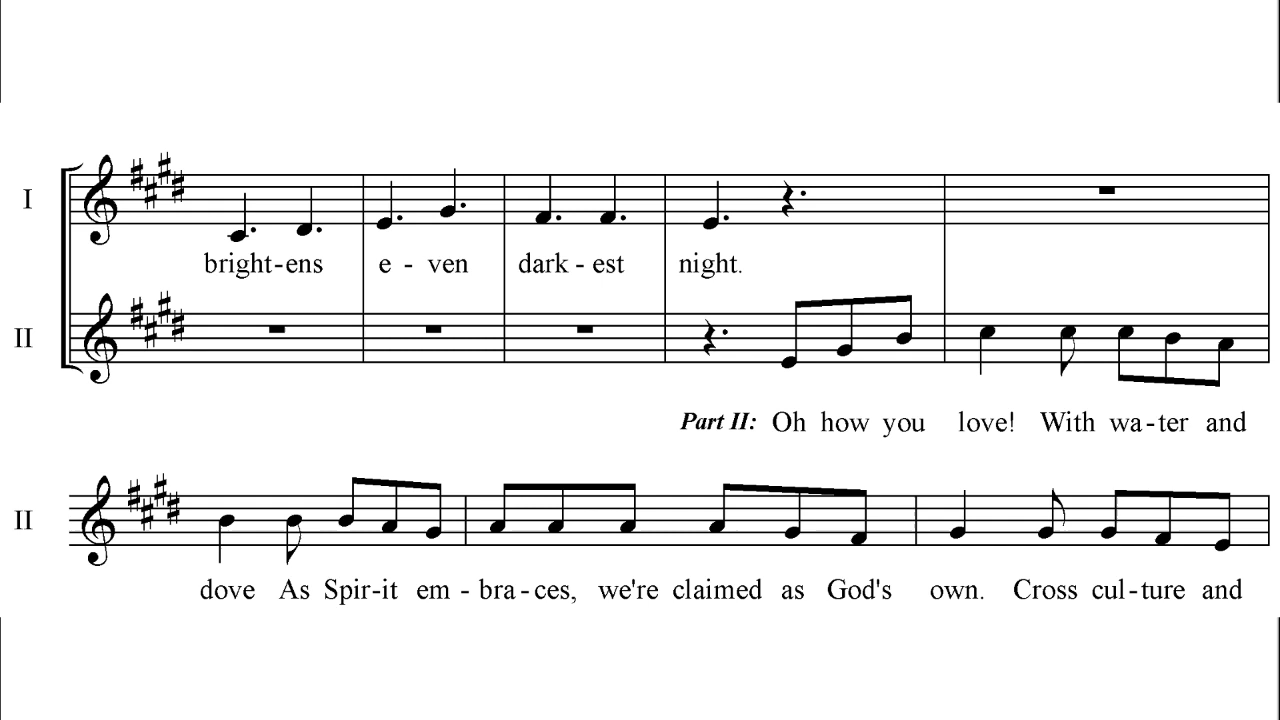 I
bright-ens e - ven dark - est night.
II
Part II: Oh how you love! With wa-ter and
II
dove As Spir-it em - bra-ces, we're claimed as God's own. Cross cul-ture and